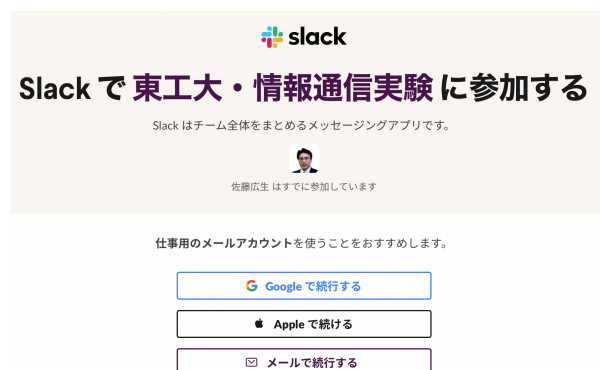 slack
Slack で 東工大・情報通信実験 に参加する
Slack はチーム全体をまとめるメッセージングアプリです。
佐藤広生 はすでに参加しています
仕事用のメールアカウントを使うことをおすすめします。
Google で続行する
Apple で続ける
メールで続行する